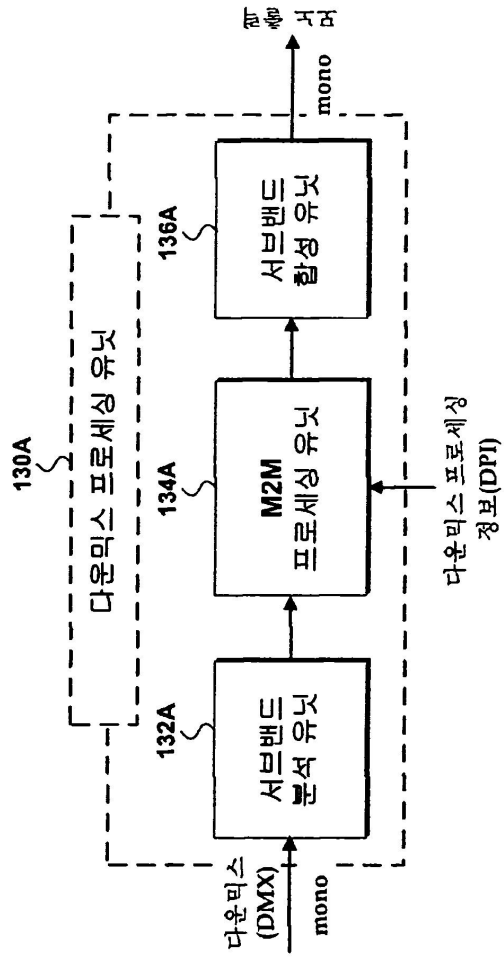 130A
다운믹스 프로세싱 유닛
132A
134A
136A
다운믹스
(DMX)
mono
서브밴드
분석 유닛
M2M
프로세싱 유닛
서브밴드
합성 유닛
mono
다운믹스 프로세싱
정보(DPI)